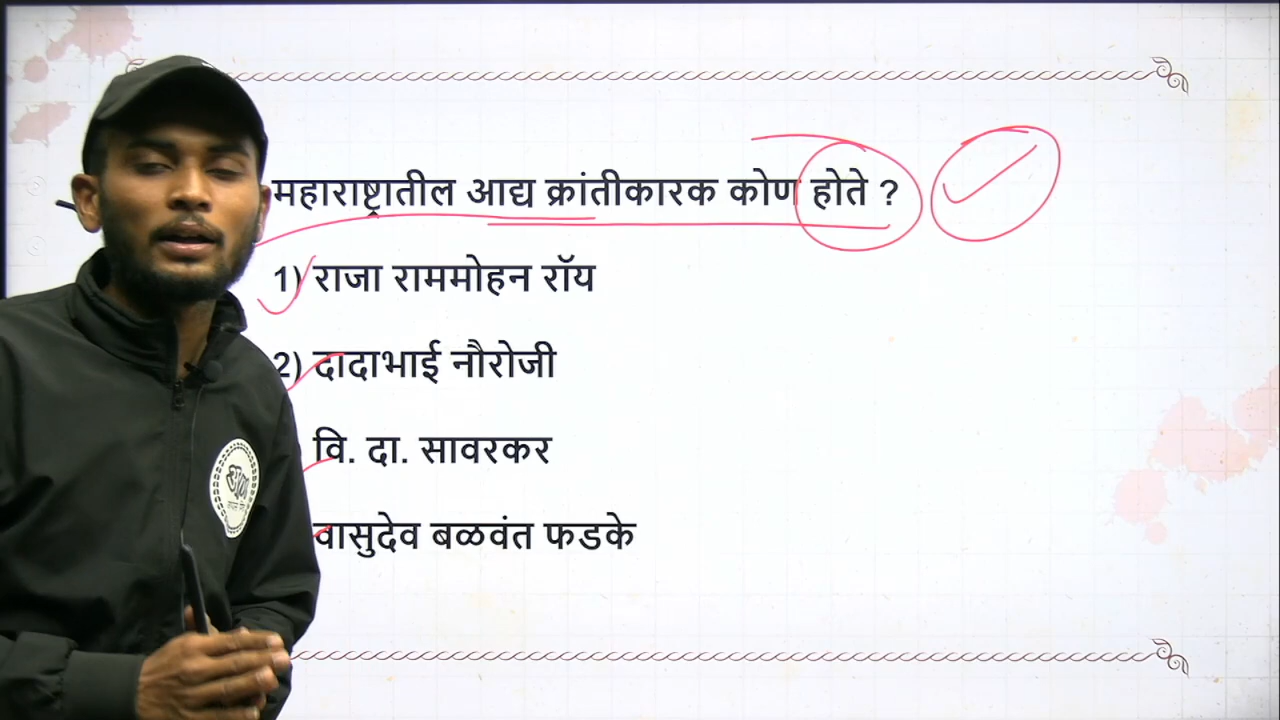 महाराष्ट्रातील आद्य क्रांतीकारक कोण होते ?
1) राजा राममोहन रॉय
2) दादाभाई नौरोजी
वि. दा. सावरकर
वासुदेव बळवंत फडके